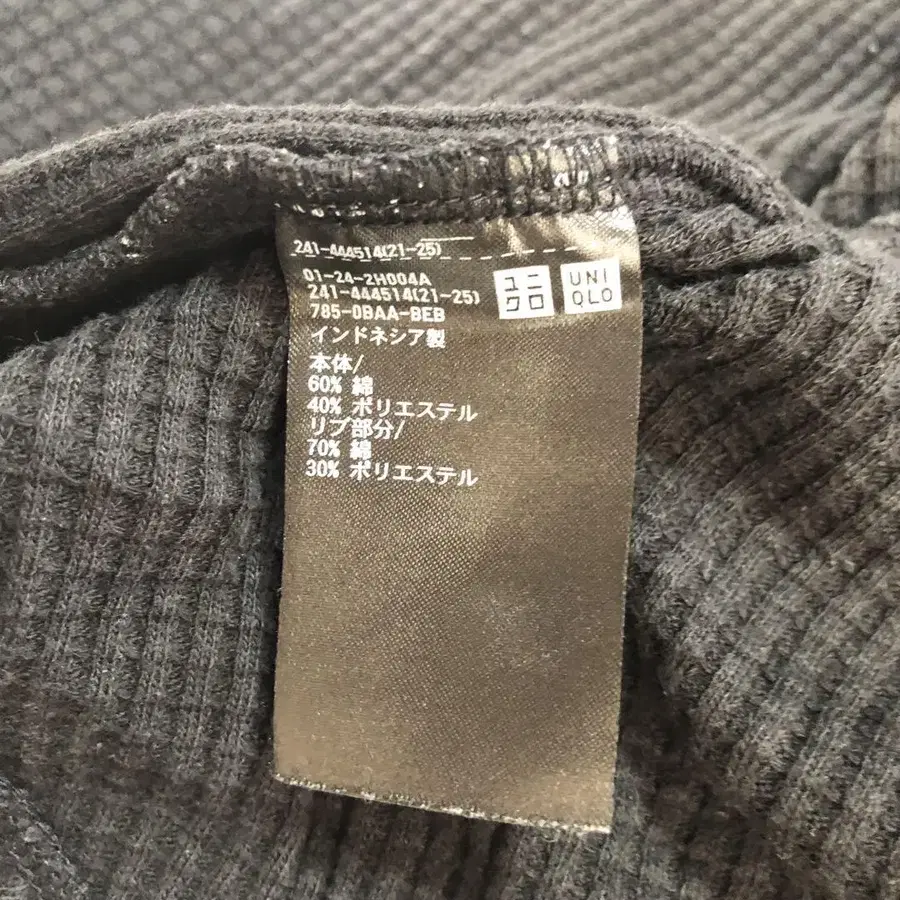 241-444514(21-25)
01-24-2H004A
241-444514(21-25)
785-0BAA-BEB
インドネシア製
本体/
60% 綿
40% ポリエステル
リブ部分/
70% 綿
30% ポリエステル
ユニ
クロ
UNI
QLO